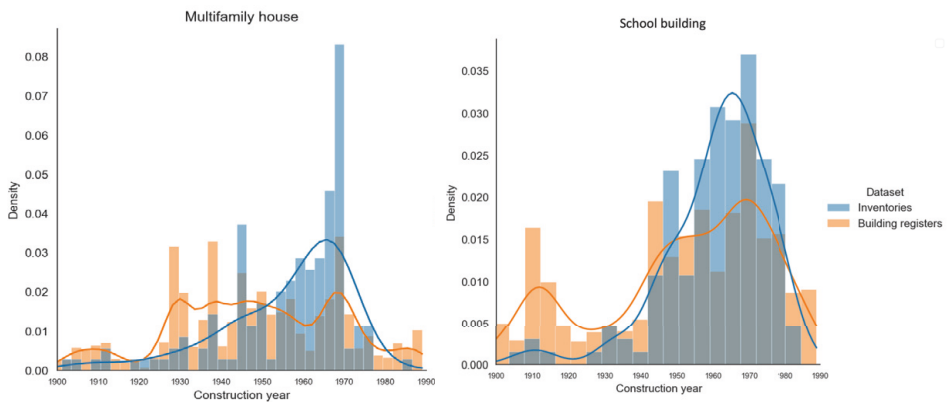 Multifamily house
0.08
0.07
0.06
0.05
0.04
0.03
0.02
0.01
0.00
Density
1900 1910 1920 1930 1940 1950 1960 1970 1980 1990
Construction year
School building
0.035
0.030
0.025
0.020
0.015
0.010
0.005
0.000
Density
1900 1910 1920 1930 1940 1950 1960 1970 980 1990
Construction year
Dataset
Inventories
Building registers